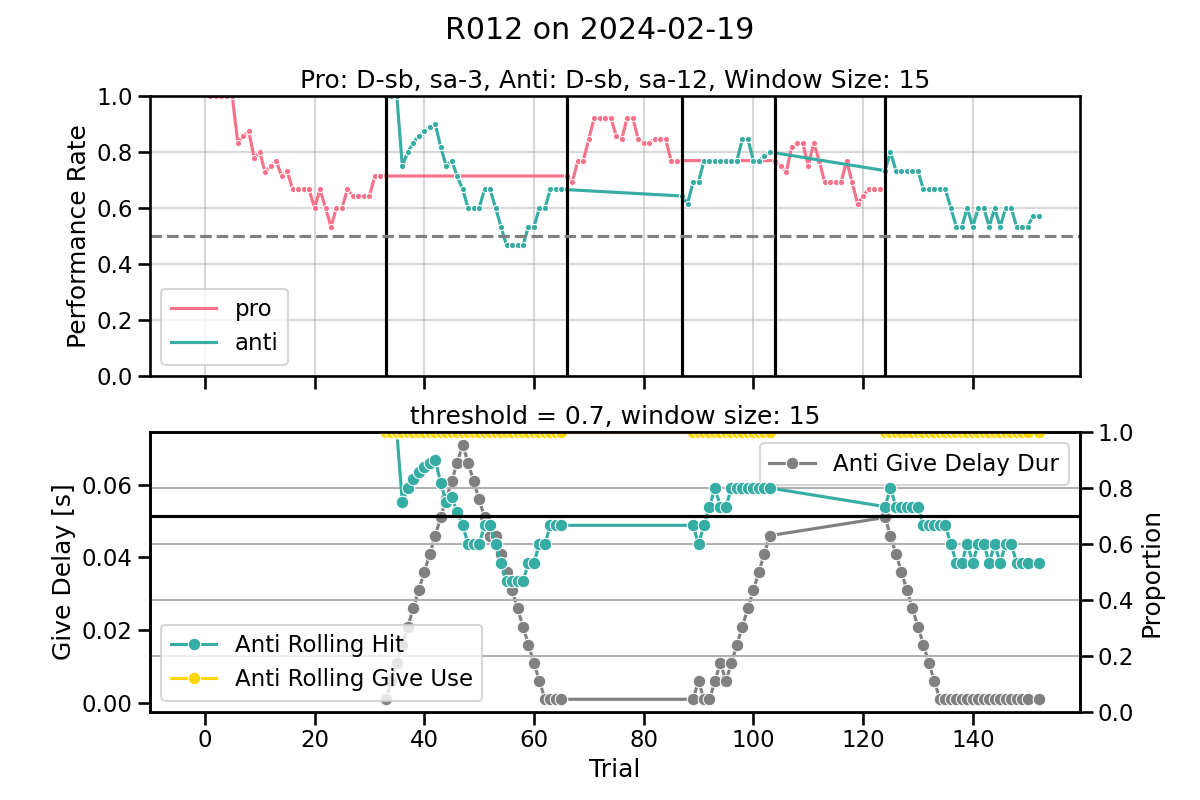 R012 on 2024-02-19
Pro: D-sb, sa-3, Anti: D-sb, sa-12, Window Size: 15
Performance Rate
1.0
0.8
0.6
0.4
0.2
0.0
pro
anti
threshold = 0.7, window size: 15
Give Delay [s]
0.06
0.04
0.02
0.00
Anti Give Delay Dur
Anti Rolling Hit
Anti Rolling Give Use
1.0
0.8
0.6
0.4
0.2
0.0
Proportion
0 20 40 60 80 100 120 140
Trial